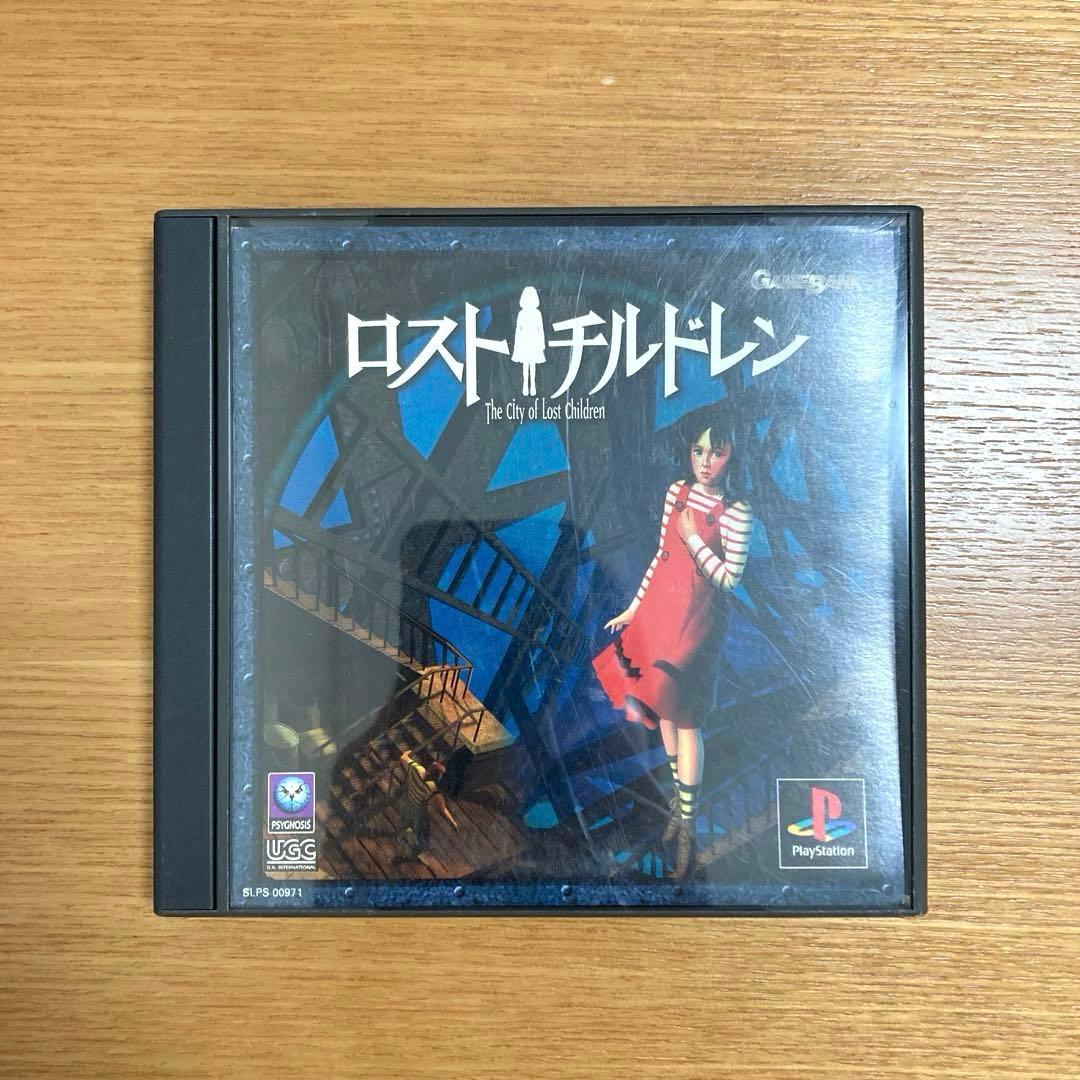 GAMEBANK
ロストチルドレン
The City of Lost Children
PSYGNOSIS
UGC
D.A. INTERNATIONAL
SLPS 00971
PlayStation